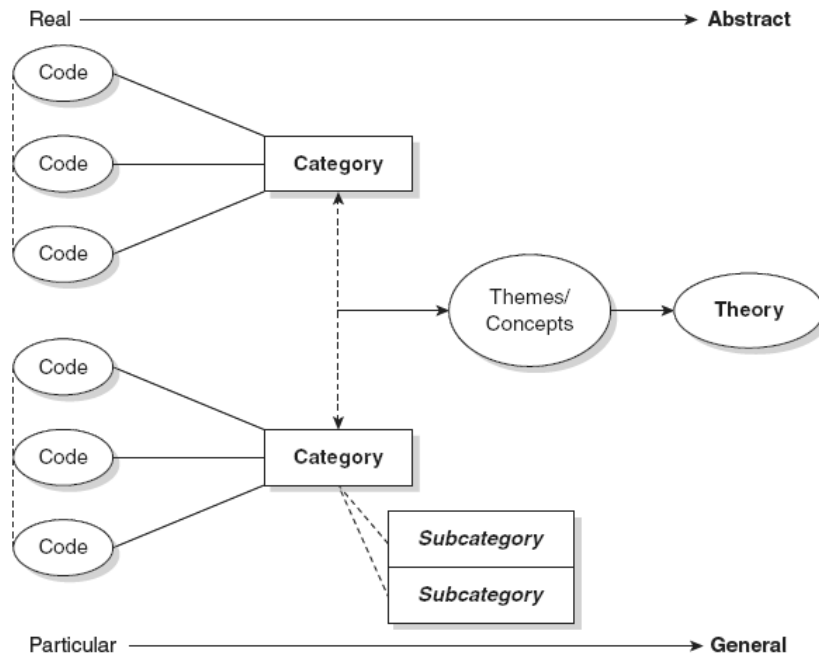 Real
Abstract
Code
Code
Category
Code
Themes/
Concepts
Theory
Code
Code
Category
Code
Subcategory
Subcategory
Particular
General